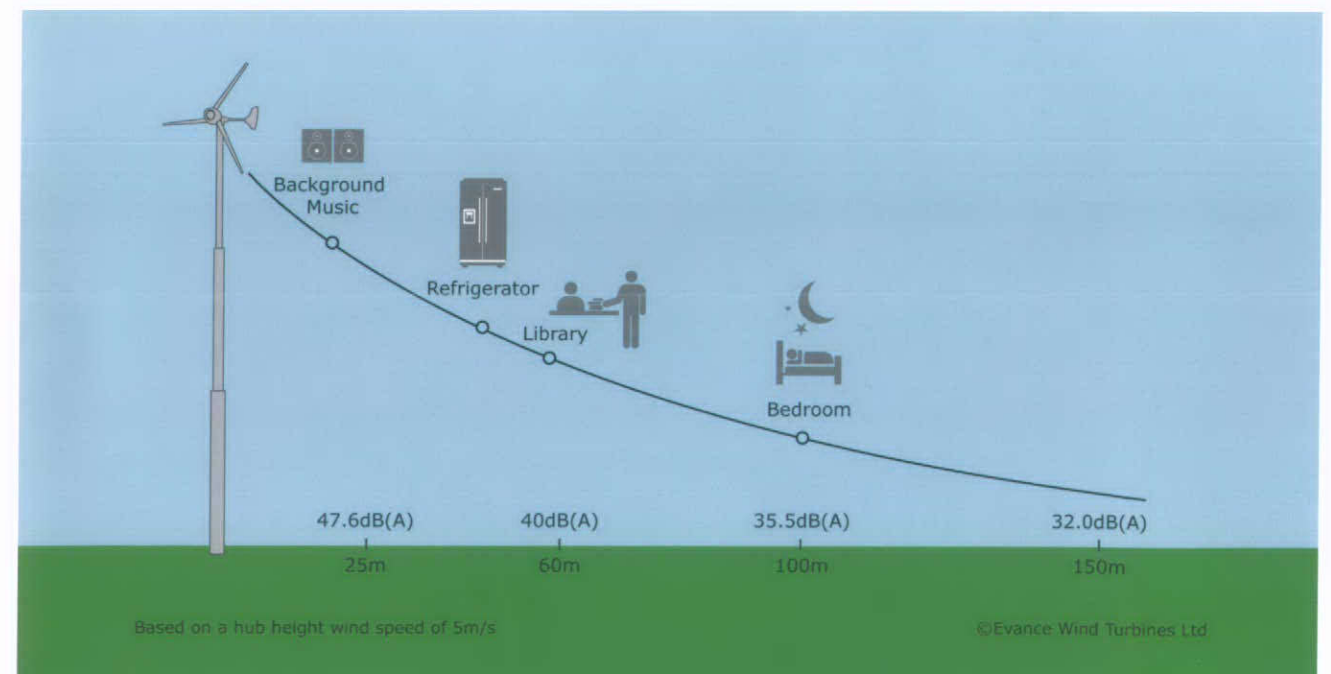 Background
Music
Refrigerator
Library
Bedroom
47.6dB(A) 40dB(A) 35.5dB(A) 32.0dB(A)
25m 60m 100m 150m
Based on a hub height wind speed of 5m/s ©Evance Wind Turbines Ltd